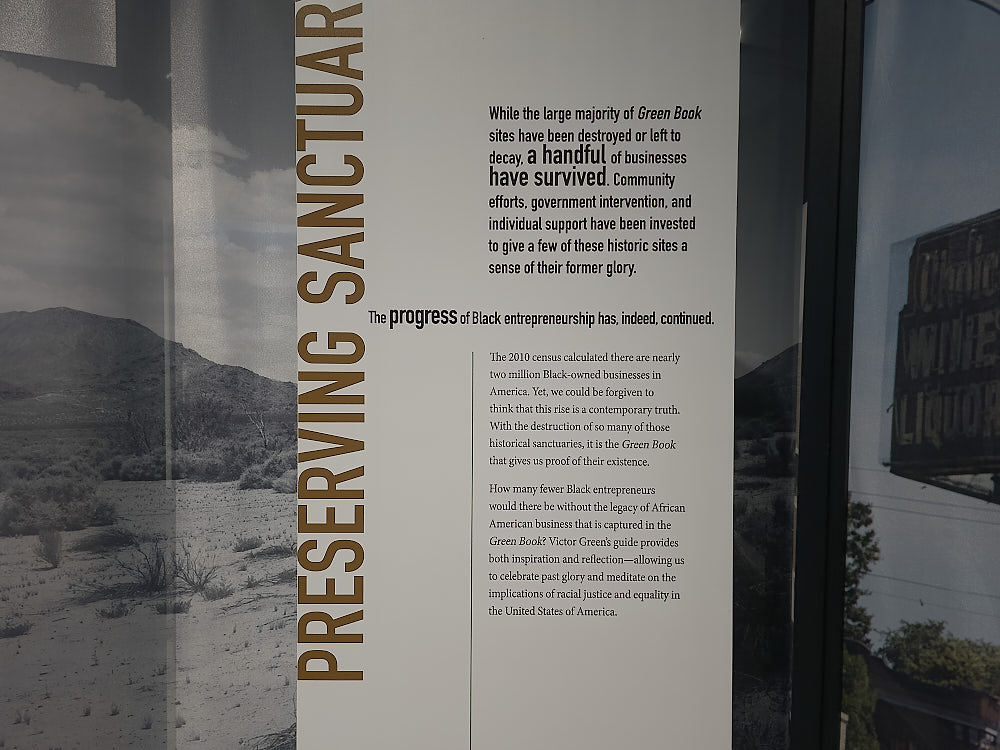 PRESERVING SANCTUAR
While the large majority of Green Book
sites have been destroyed or left to
decay, a handful of businesses
have survived. Community
efforts, government intervention, and
individual support have been invested
to give a few of these historic sites a
sense of their former glory.
The progress of Black entrepreneurship has, indeed, continued.
The 2010 census calculated there are nearly
two million Black-owned businesses in
America. Yet, we could be forgiven to
think that this rise is a contemporary truth.
With the destruction of so many of those
historical sanctuaries, it is the Green Book
that gives us proof of their existence.
How many fewer Black entrepreneurs
would there be without the legacy of African
American business that is captured in the
Green Book? Victor Green's guide provides
both inspiration and reflection—allowing us
to celebrate past glory and meditate on the
implications of racial justice and equality in
the United States of America.